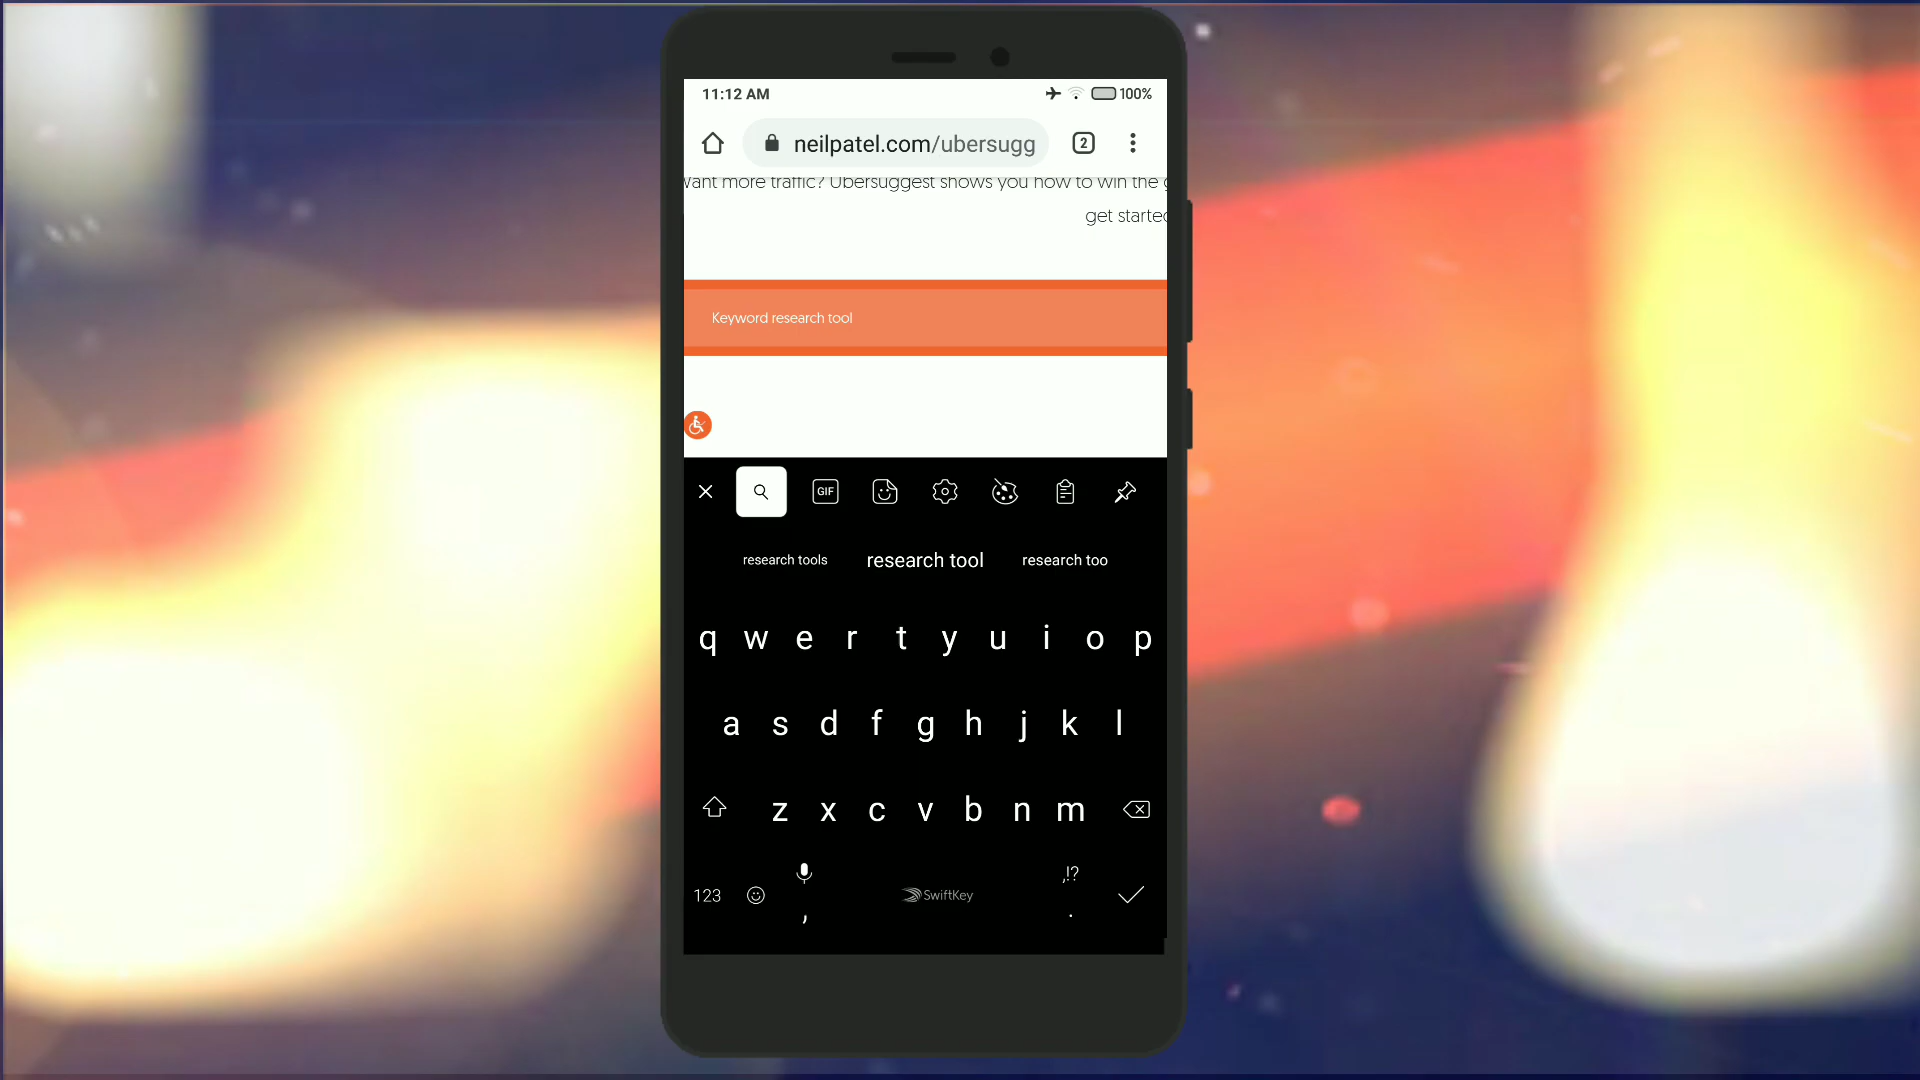 11:12 AM
100%
neilpatel.com/ubersugg
2
Want more traffic? Ubersuggest shows you how to win the g
get started
Keyword research tool
GIF
research tools
research tool
research too
q w e r t y u i o p
a s d f g h j k l
z x c v b n m
,!?
123
SwiftKey
,
.